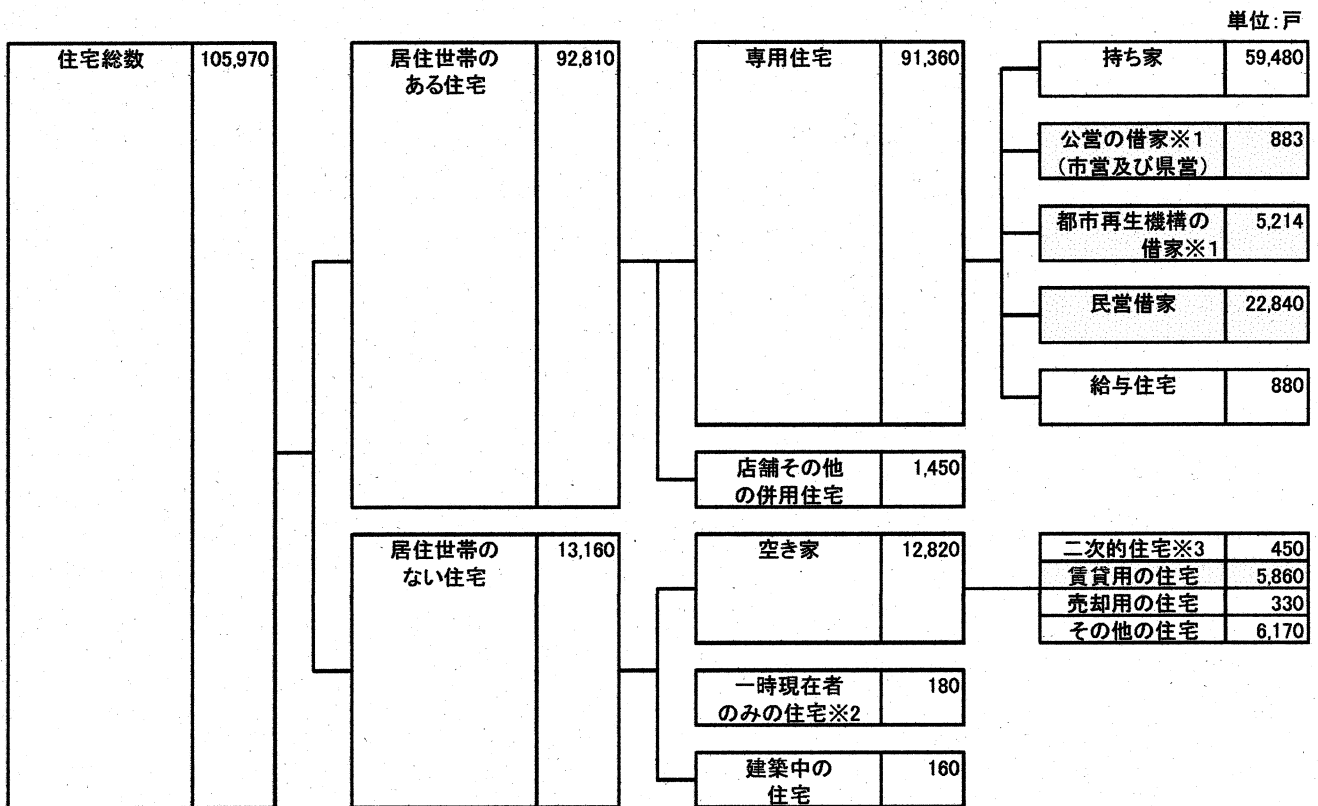 単位:戸
住宅総数 105,970
居住世帯の 92,810
ある住宅
専用住宅 91,360
持ち家 59,480
公営の借家※1 883
(市営及び県営)
都市再生機構の 5,214
借家※1
民営借家 22,840
給与住宅 880
店舗その他 1,450
の併用住宅
居住世帯の 13,160
ない住宅
空き家 12,820
二次的住宅※3 450
賃貸用の住宅 5,860
売却用の住宅 330
その他の住宅 6,170
一時現在者 180
のみの住宅※2
建築中の 160
住宅